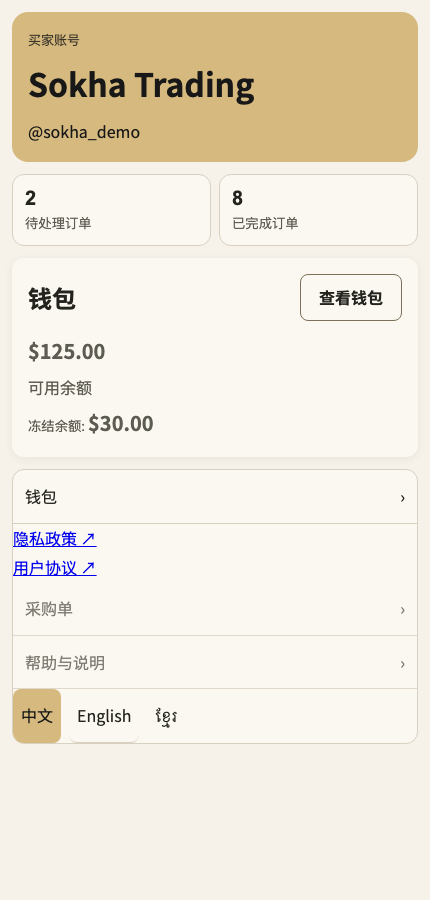 买家账号
Sokha Trading
@sokha_demo
2
待处理订单
8
已完成订单
钱包
查看钱包
$125.00
可用余额
冻结余额: $30.00
钱包 ›
隐私政策 ↗
用户协议 ↗
采购单 ›
帮助与说明 ›
中文 English ខ្មែរ